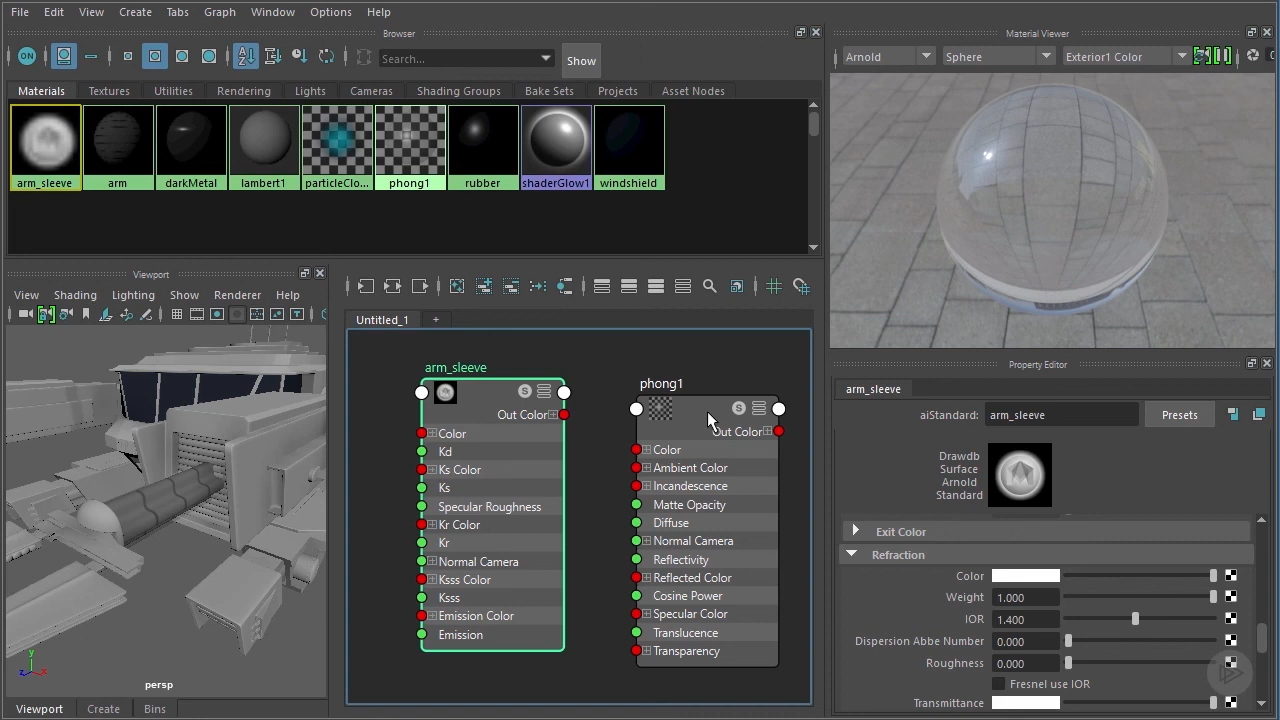 File Edit View Create Tabs Graph Window Options Help
Browser
ON
Search...
Show
Materials Textures Utilities Rendering Lights Cameras Shading Groups Bake Sets Projects Asset Nodes
arm_sleeve arm darkMetal lambert1 particleClo... phong1 rubber shaderGlow1 windshield
Material Viewer
Arnold Sphere Exterior1 Color
Viewport
View Shading Lighting Show Renderer Help
persp
Viewport Create Bins
Untitled_1 +
arm_sleeve
S
Out Color
Color
Kd
Ks Color
Ks
Specular Roughness
Kr Color
Kr
Normal Camera
Ksss Color
Ksss
Emission Color
Emission
phong1
S
Out Color
Color
Ambient Color
Incandescence
Matte Opacity
Diffuse
Normal Camera
Reflectivity
Reflected Color
Cosine Power
Specular Color
Translucence
Transparency
Property Editor
arm_sleeve
aiStandard: arm_sleeve Presets
Drawdb
Surface
Arnold
Standard
Exit Color
Refraction
Color
Weight 1.000
IOR 1.400
Dispersion Abbe Number 0.000
Roughness 0.000
Fresnel use IOR
Transmittance
y
z x